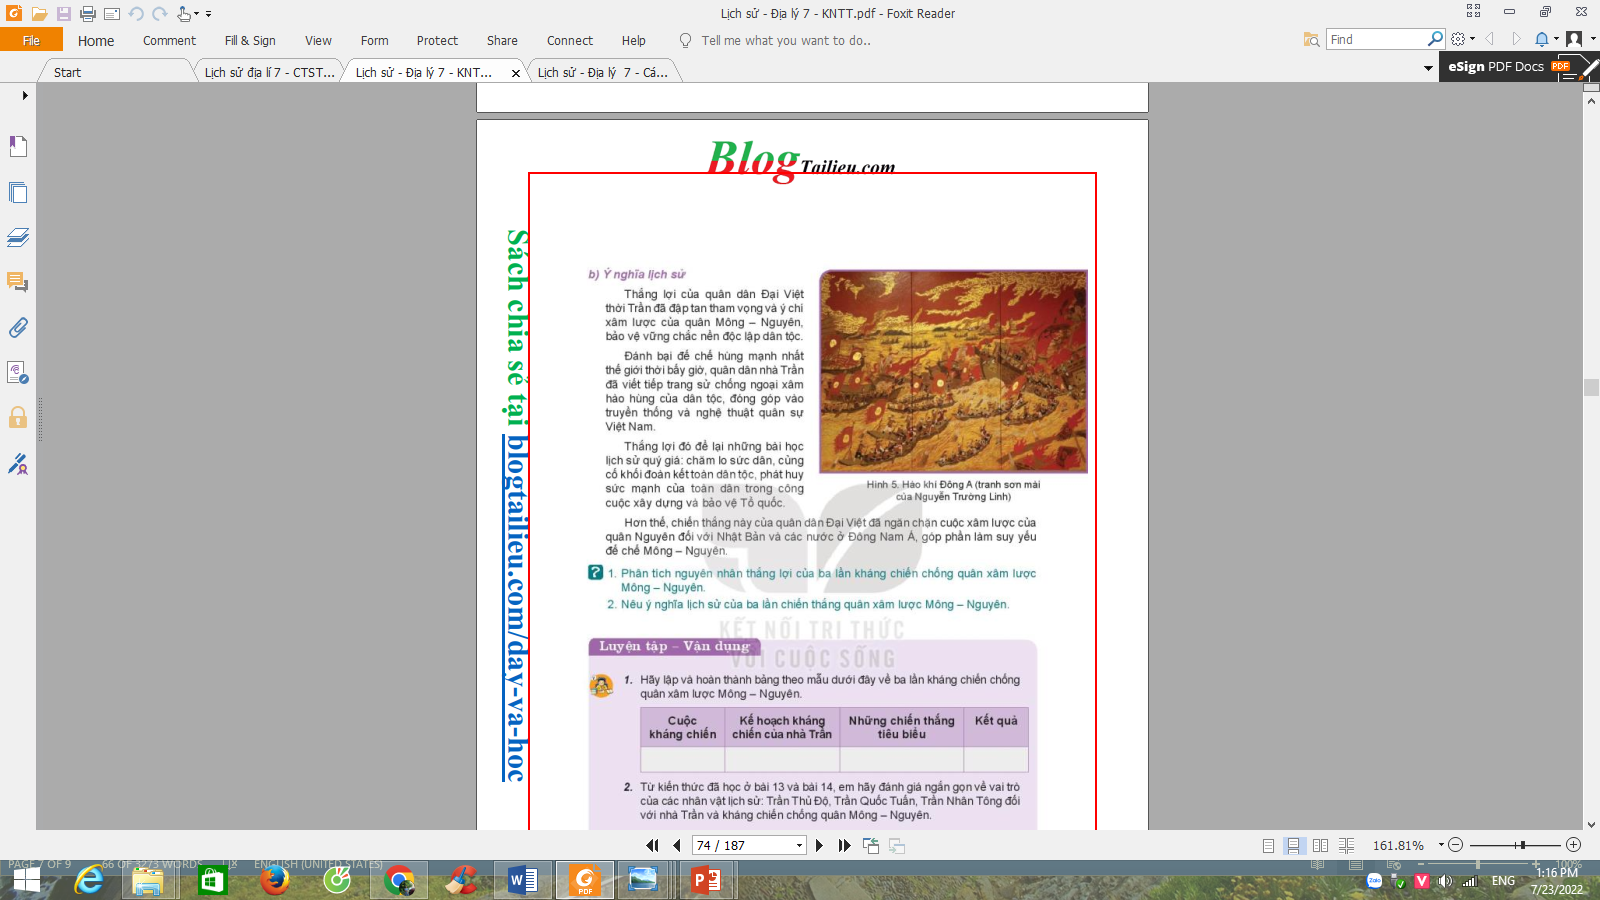 Lịch sử - Địa lý 7 - KNTT.pdf - Foxit Reader
File Home Comment Fill & Sign View Form Protect Share Connect Help Tell me what you want to do.. Find
Start Lịch sử địa lí 7 - CTST... Lịch sử - Địa lý 7 - KNT... Lịch sử - Địa lý 7 - Cá... eSign PDF Docs PDF
Blog Tailieu.com
Sách chia sẻ tại blogtailieu.com/day-va-hoc
b) Ý nghĩa lịch sử
Thắng lợi của quân dân Đại Việt
thời Trần đã đập tan tham vọng và ý chí
xâm lược của quân Mông – Nguyên,
bảo vệ vững chắc nền độc lập dân tộc.
Đánh bại đế chế hùng mạnh nhất
thế giới thời bấy giờ, quân dân nhà Trần
đã viết tiếp trang sử chống ngoại xâm
hào hùng của dân tộc, đóng góp vào
truyền thống và nghệ thuật quân sự
Việt Nam.
Thắng lợi đó để lại những bài học
lịch sử quý giá: chăm lo sức dân, củng
cố khối đoàn kết toàn dân tộc, phát huy
sức mạnh của toàn dân trong công
cuộc xây dựng và bảo vệ Tổ quốc.
Hình 5. Hào khí Đông A (tranh sơn mài
của Nguyễn Trường Linh)
Hơn thế, chiến thắng này của quân dân Đại Việt đã ngăn chặn cuộc xâm lược của
quân Nguyên đối với Nhật Bản và các nước ở Đông Nam Á, góp phần làm suy yếu
đế chế Mông – Nguyên.
? 1. Phân tích nguyên nhân thắng lợi của ba lần kháng chiến chống quân xâm lược
Mông – Nguyên.
2. Nêu ý nghĩa lịch sử của ba lần chiến thắng quân xâm lược Mông – Nguyên.
KẾT NỐI TRI THỨC
VỚI CUỘC SỐNG
Luyện tập – Vận dụng
1. Hãy lập và hoàn thành bảng theo mẫu dưới đây về ba lần kháng chiến chống
quân xâm lược Mông – Nguyên.
Cuộc kháng chiến
Kế hoạch kháng chiến của nhà Trần
Những chiến thắng tiêu biểu
Kết quả
2. Từ kiến thức đã học ở bài 13 và bài 14, em hãy đánh giá ngắn gọn về vai trò
của các nhân vật lịch sử: Trần Thủ Độ, Trần Quốc Tuấn, Trần Nhân Tông đối
với nhà Trần và kháng chiến chống quân Mông – Nguyên.
74 / 187 161.81%
PAGE 7 OF 9 66 OF 3273 WORDS ENGLISH (UNITED STATES) 100%
ENG 1:16 PM
7/23/2022